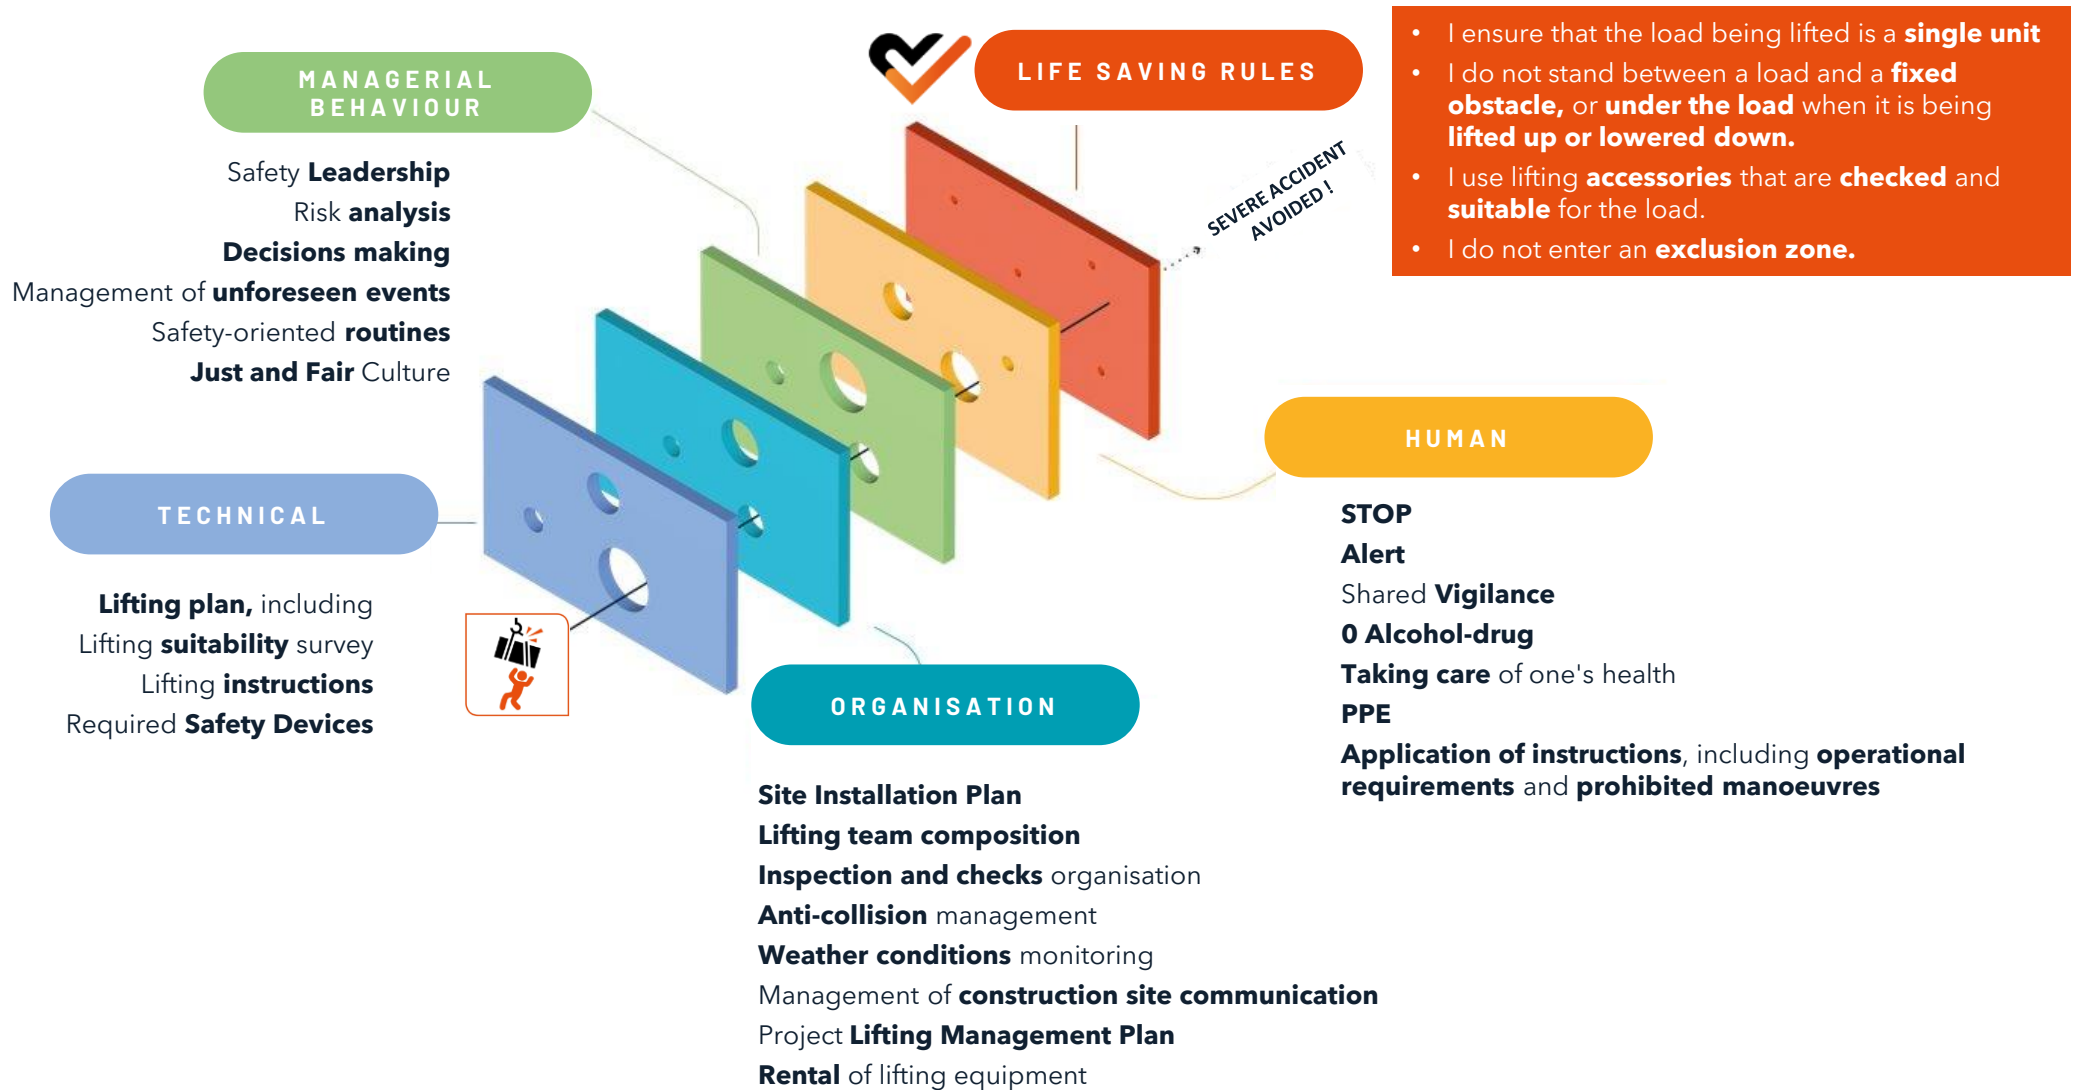 MANAGERIAL
BEHAVIOUR
Safety Leadership
Risk analysis
Decisions making
Management of unforeseen events
Safety-oriented routines
Just and Fair Culture
LIFE SAVING RULES
• I ensure that the load being lifted is a single unit
• I do not stand between a load and a fixed
obstacle, or under the load when it is being
lifted up or lowered down.
• I use lifting accessories that are checked and
suitable for the load.
• I do not enter an exclusion zone.
SEVERE ACCIDENT
AVOIDED !
TECHNICAL
Lifting plan, including
Lifting suitability survey
Lifting instructions
Required Safety Devices
HUMAN
STOP
Alert
Shared Vigilance
0 Alcohol-drug
Taking care of one's health
PPE
Application of instructions, including operational
requirements and prohibited manoeuvres
ORGANISATION
Site Installation Plan
Lifting team composition
Inspection and checks organisation
Anti-collision management
Weather conditions monitoring
Management of construction site communication
Project Lifting Management Plan
Rental of lifting equipment